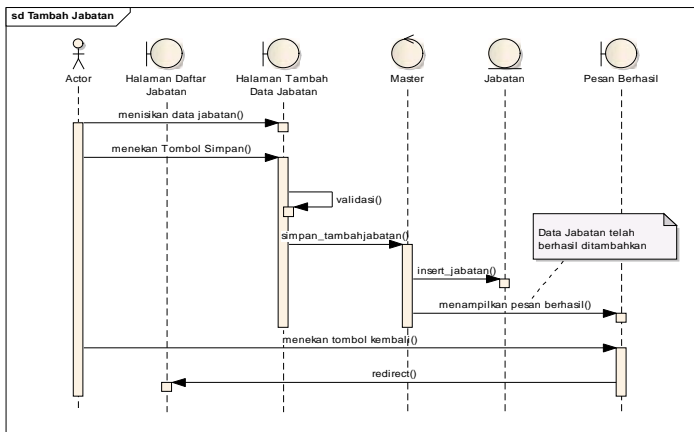 sd Tambah Jabatan
Actor
Halaman Daftar
Jabatan
Halaman Tambah
Data Jabatan
Master
Jabatan
Pesan Berhasil
menisikan data jabatan()
menekan Tombol Simpan()
validasi()
simpan_tambahjabatan()
insert_jabatan()
Data Jabatan telah
berhasil ditambahkan
menampilkan pesan berhasil()
menekan tombol kembali()
redirect()